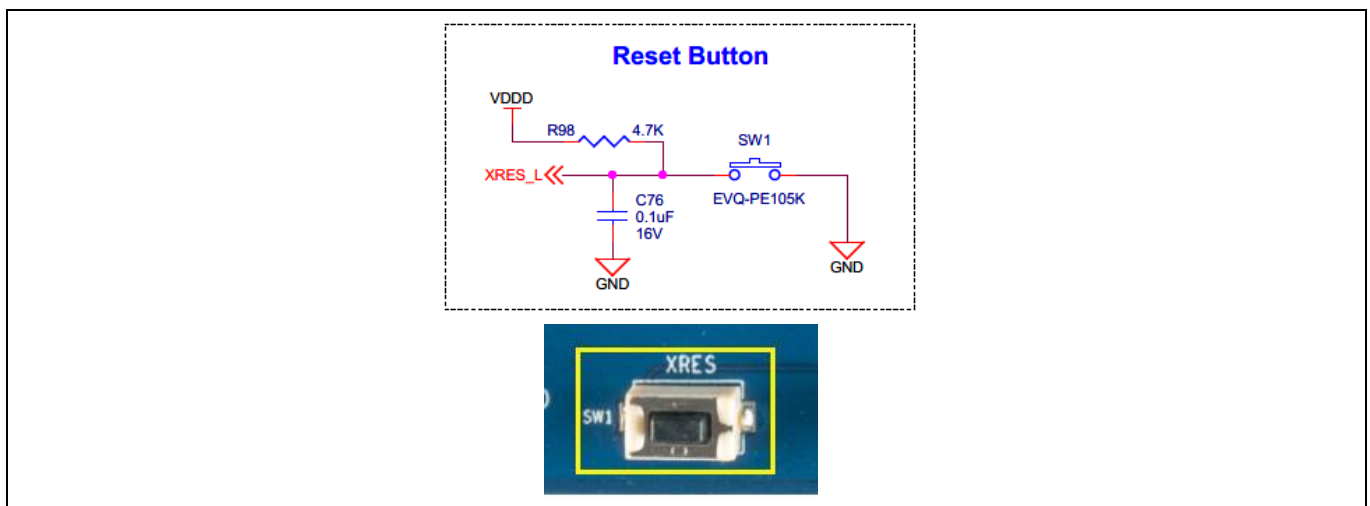 Reset Button
VDDD
R98 4.7K
SW1
XRES_L
C76
0.1uF
16V
EVQ-PE105K
GND
GND
XRES
SW1